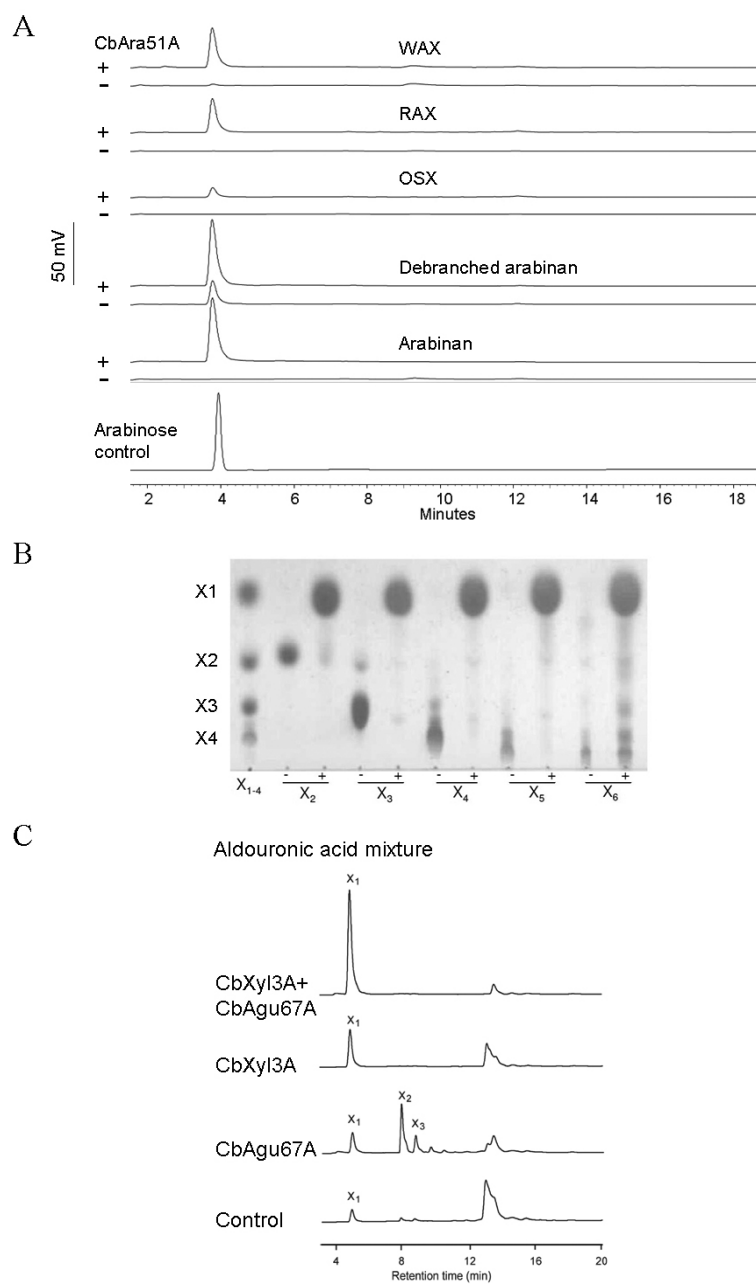 A
CbAra51A
WAX
+
-
RAX
+
-
OSX
+
-
50 mV
Debranched arabinan
+
-
Arabinan
+
-
Arabinose
control
2 4 6 8 10 12 14 16 18
Minutes
B
X1
X2
X3
X4
- + - + - + - + - +
X1-4 X2 X3 X4 X5 X6
C
Aldouronic acid mixture
X1
CbXyl3A+
CbAgu67A
X1
CbXyl3A
X2
X1 X3
CbAgu67A
X1
Control
4 8 12 16 20
Retention time (min)